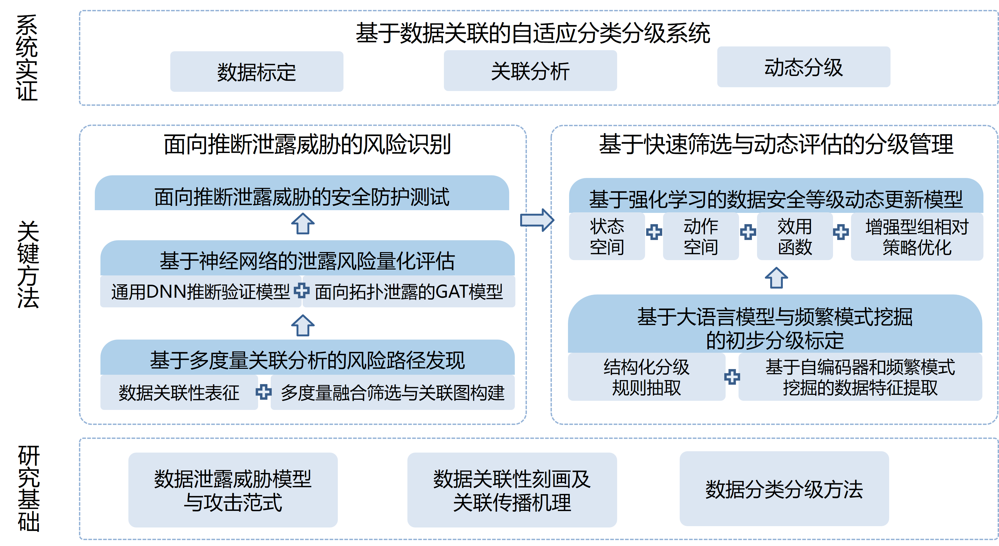 系统实证
基于数据关联的自适应分类分级系统
数据标定
关联分析
动态分级
关键方法
面向推断泄露威胁的风险识别
面向推断泄露威胁的安全防护测试
基于神经网络的泄露风险量化评估
通用DNN推断验证模型
面向拓扑泄露的GAT模型
基于多度量关联分析的风险路径发现
数据关联性表征
多度量融合筛选与关联图构建
基于快速筛选与动态评估的分级管理
基于强化学习的数据安全等级动态更新模型
状态
空间
动作
空间
效用
函数
增强型组相对
策略优化
基于大语言模型与频繁模式挖掘
的初步分级标定
结构化分级
规则抽取
基于自编码器和频繁模式
挖掘的数据特征提取
研究基础
数据泄露威胁模型
与攻击范式
数据关联性刻画及
关联传播机理
数据分类分级方法